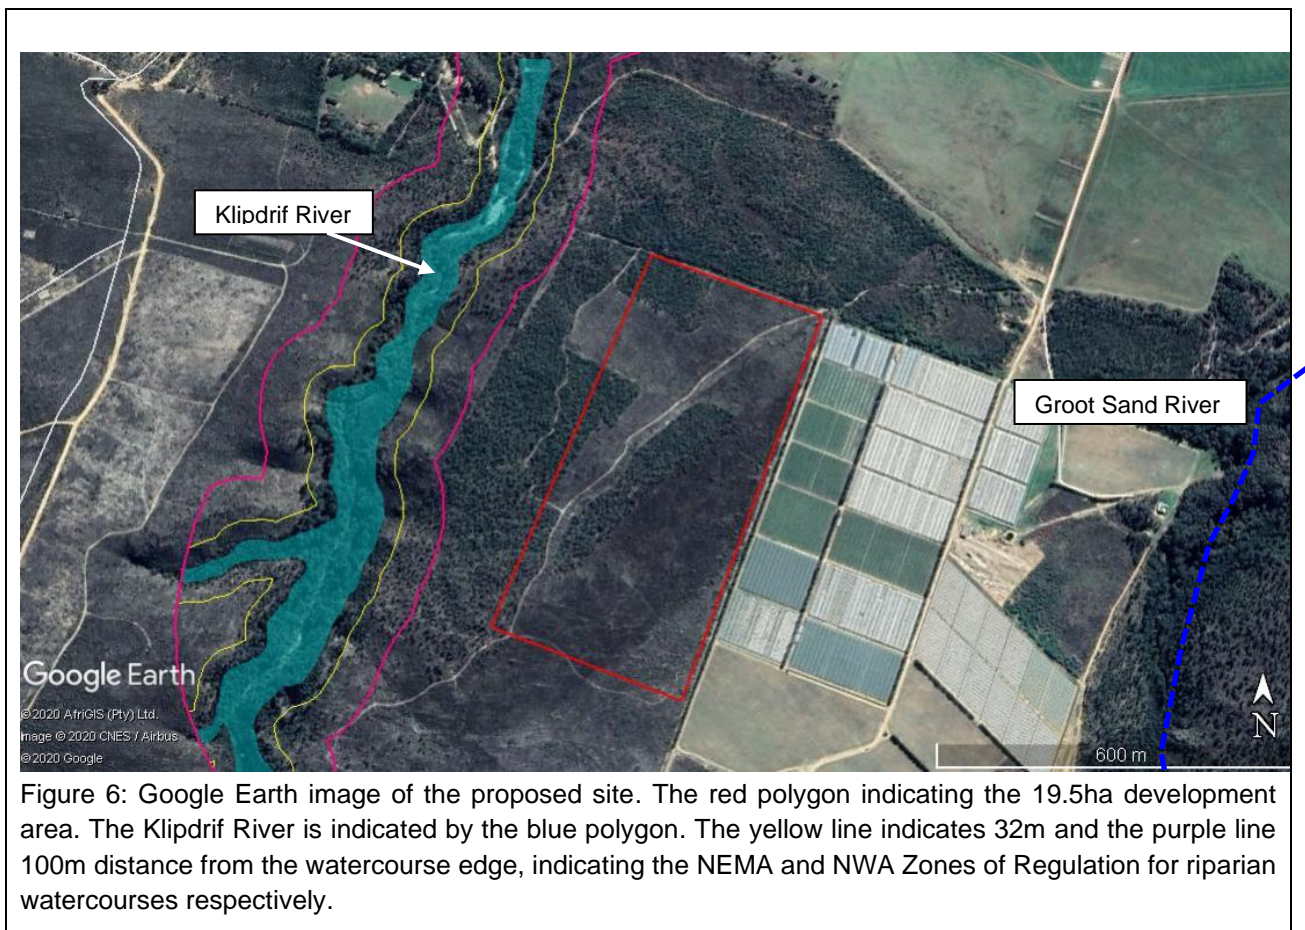 Klipdrif River
Groot Sand River
Google Earth
© 2020 AfriGIS (Pty) Ltd.
Image © 2020 CNES / Airbus
© 2020 Google
N
600 m
Figure 6: Google Earth image of the proposed site. The red polygon indicating the 19.5ha development
area. The Klipdrif River is indicated by the blue polygon. The yellow line indicates 32m and the purple line
100m distance from the watercourse edge, indicating the NEMA and NWA Zones of Regulation for riparian
watercourses respectively.